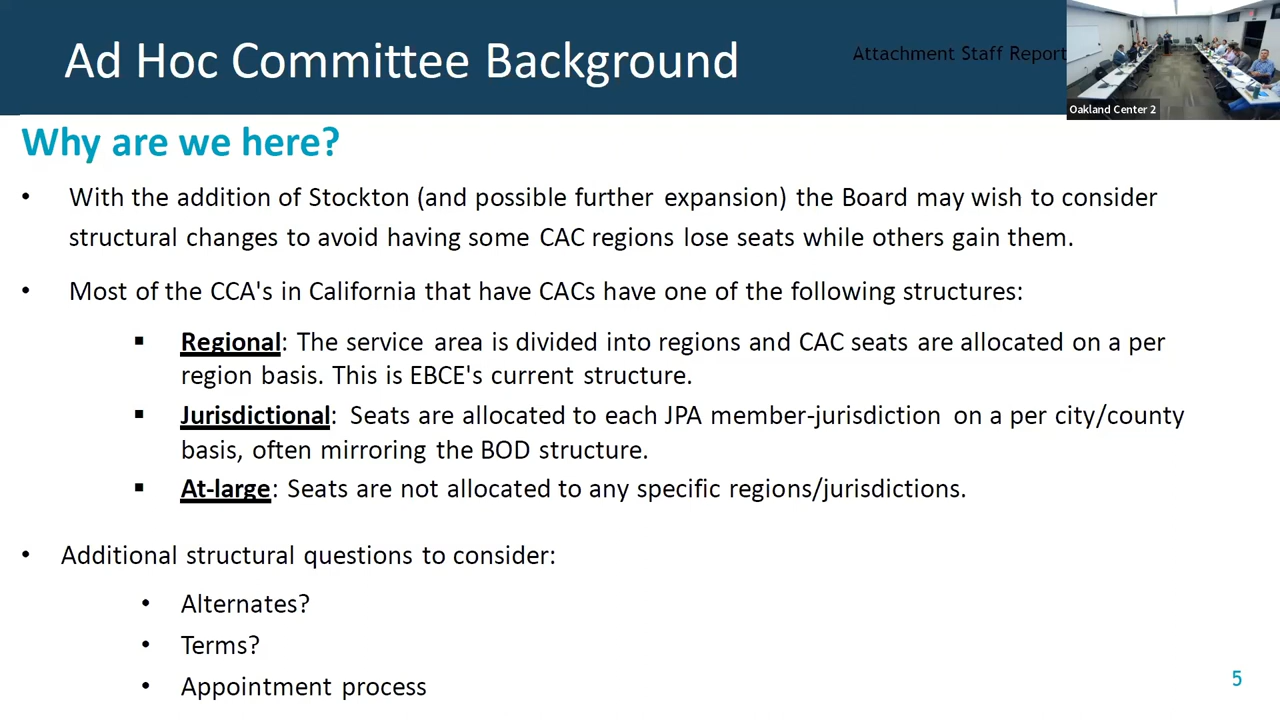 Ad Hoc Committee Background
Attachment Staff Report
Oakland Center 2
Why are we here?
• With the addition of Stockton (and possible further expansion) the Board may wish to consider
structural changes to avoid having some CAC regions lose seats while others gain them.
• Most of the CCA's in California that have CACs have one of the following structures:
▪ Regional: The service area is divided into regions and CAC seats are allocated on a per
region basis. This is EBCE's current structure.
▪ Jurisdictional: Seats are allocated to each JPA member-jurisdiction on a per city/county
basis, often mirroring the BOD structure.
▪ At-large: Seats are not allocated to any specific regions/jurisdictions.
• Additional structural questions to consider:
• Alternates?
• Terms?
• Appointment process
5